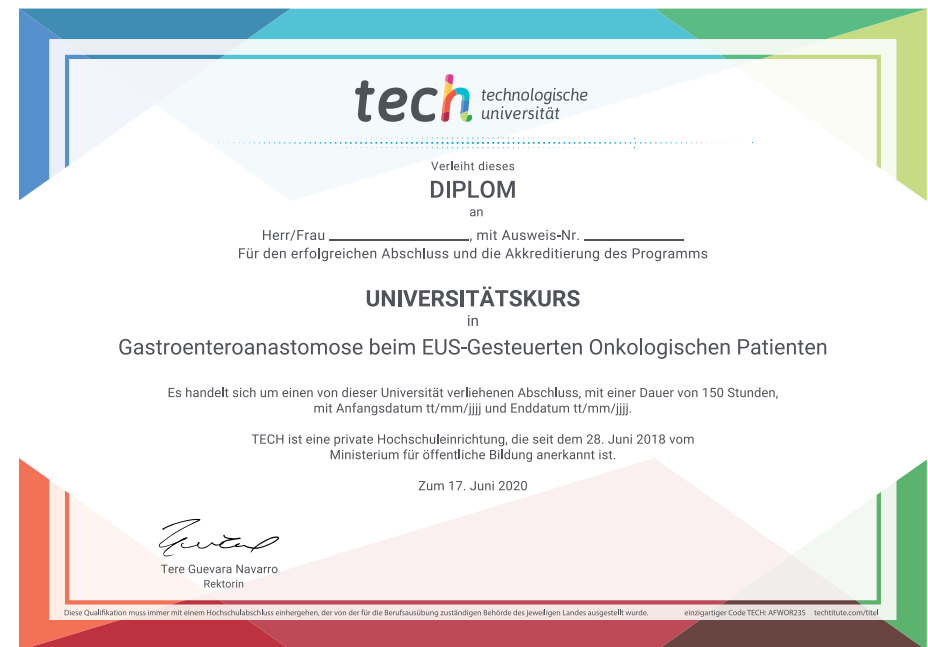 tech technologische
universität
Verleiht dieses
DIPLOM
an
Herr/Frau ____________, mit Ausweis-Nr. ____________
Für den erfolgreichen Abschluss und die Akkreditierung des Programms
UNIVERSITÄTSKURS
in
Gastroenteroanastomose beim EUS-Gesteuerten Onkologischen Patienten
Es handelt sich um einen von dieser Universität verliehenen Abschluss, mit einer Dauer von 150 Stunden,
mit Anfangsdatum tt/mm/jjjj und Enddatum tt/mm/jjjj.
TECH ist eine private Hochschuleinrichtung, die seit dem 28. Juni 2018 vom
Ministerium für öffentliche Bildung anerkannt ist.
Zum 17. Juni 2020
Tere Guevara Navarro
Rektorin
Diese Qualifikation muss immer mit einem Hochschulabschluss einhergehen, der von der für die Berufsausübung zuständigen Behörde des jeweiligen Landes ausgestellt wurde. einzigartiger Code TECH: AFWOR23S techtitute.com/titel